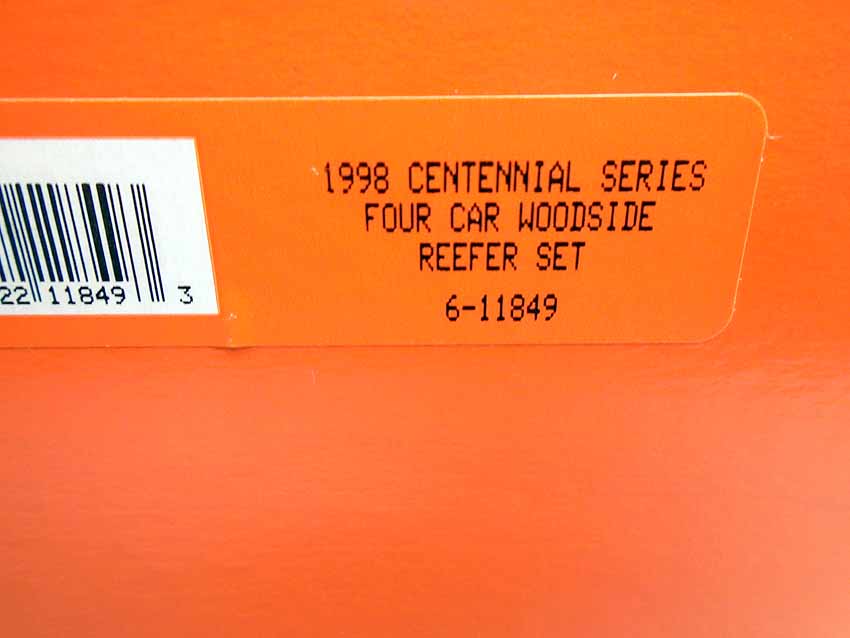 1998 CENTENNIAL SERIES
FOUR CAR WOODSIDE
REEFER SET
6-11849
22 11849 3